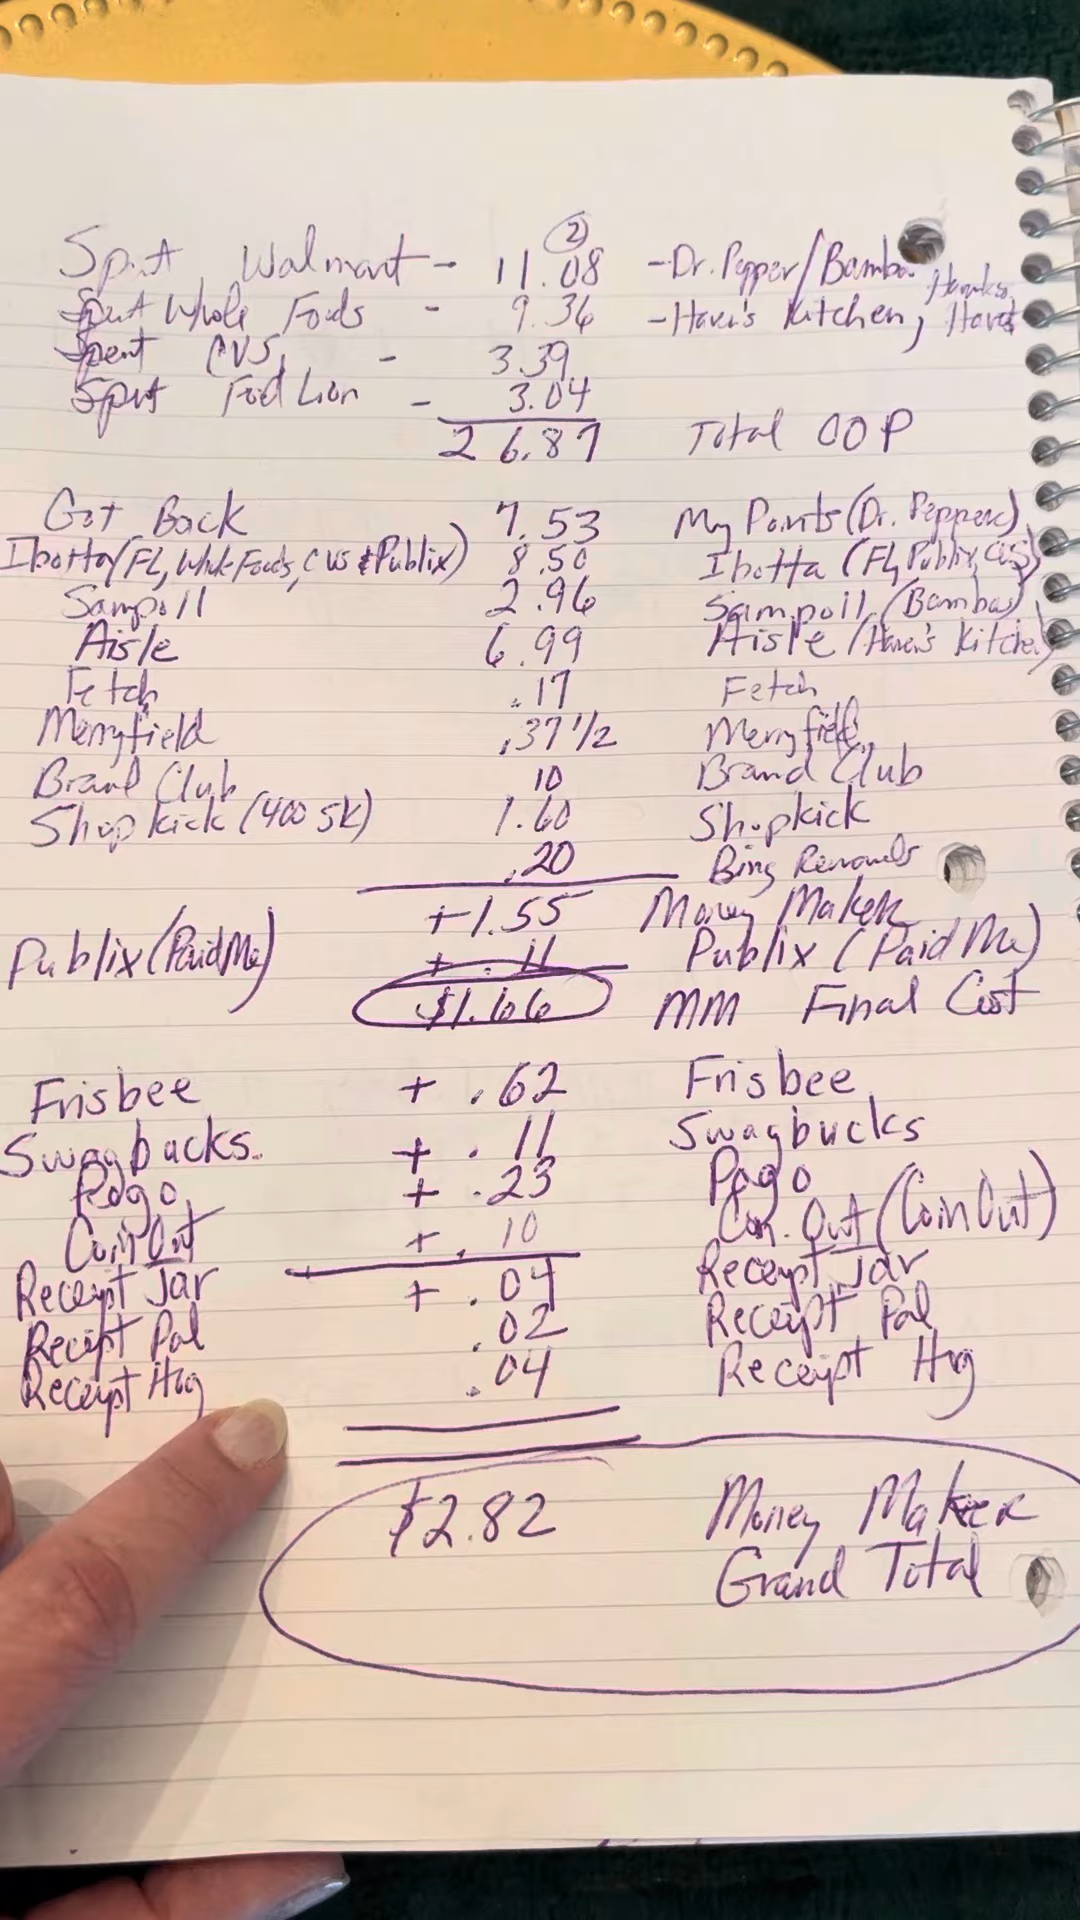 ②
Spent Walmart - 11.08 - Dr. Pepper/Bamba
Spent Whole Foods - 9.36 - Haven's Kitchen,
Spent CVS, - 3.39
Spent Food Lion - 3.04
26.87 Total OOP
Got Back 7.53 My Points (Dr. Pepper)
Ibotta (FL, Whole Foods, CVS & Publix) 8.50 Ibotta (FL, Publix, CVS)
Sampoll 2.96 Sampoll (Bambas)
Aisle 6.99 Aisle (Haven's Kitchen)
Fetch .17 Fetch
Merryfield .37 1/2 Merryfield
Brand Club 10 Brand Club
Shopkick (400 SK) 1.60 Shopkick
.20 Bing Rewards
+1.55 Money Maker
Publix (Paid Me) + .11 Publix (Paid Me)
$1.66 MM Final Cost
Frisbee + .62 Frisbee
Swagbucks. + .11 Swagbucks
Pogo + .23 Pogo
Coin Out + .10 Coin. Out (Coin Out)
Receipt Jar + .04 Receipt Jar
Receipt Pal .02 Receipt Pal
Receipt Hog .04 Receipt Hog
$2.82 Money Maker
Grand Total